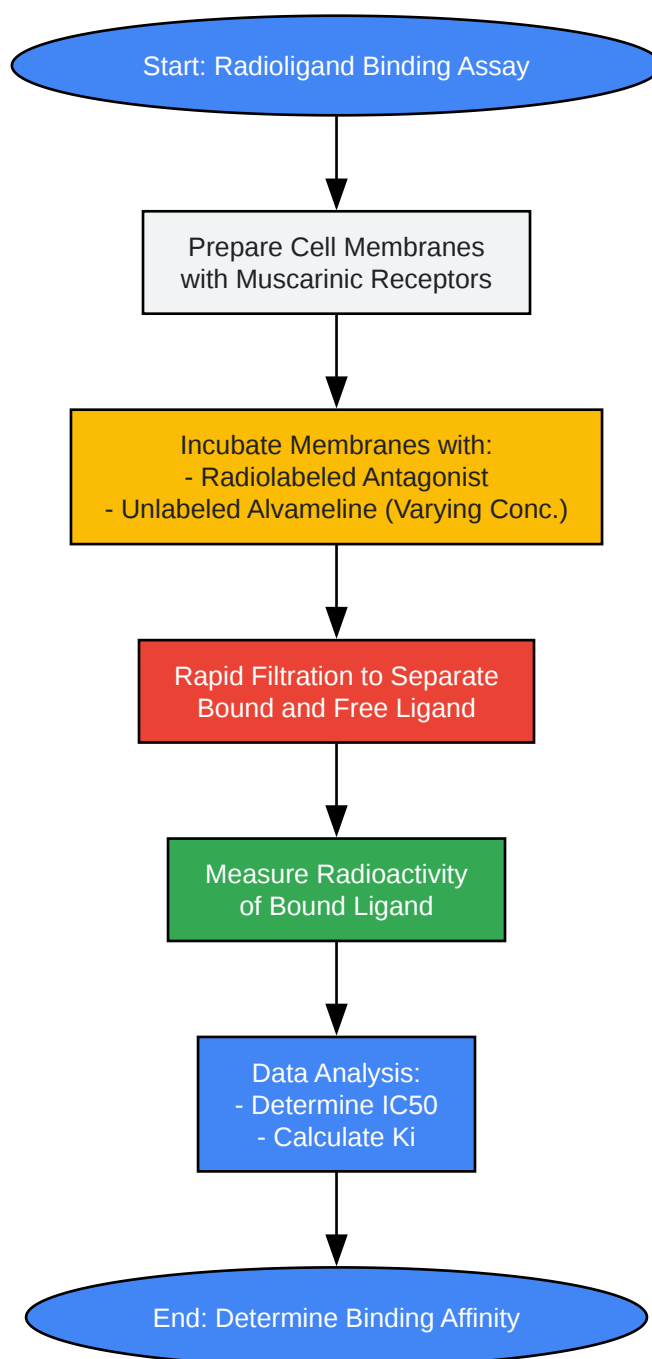 Start: Radioligand Binding Assay
Prepare Cell Membranes
with Muscarinic Receptors
Incubate Membranes with:
- Radiolabeled Antagonist
- Unlabeled Alvameline (Varying Conc.)
Rapid Filtration to Separate
Bound and Free Ligand
Measure Radioactivity
of Bound Ligand
Data Analysis:
- Determine IC50
- Calculate Ki
End: Determine Binding Affinity